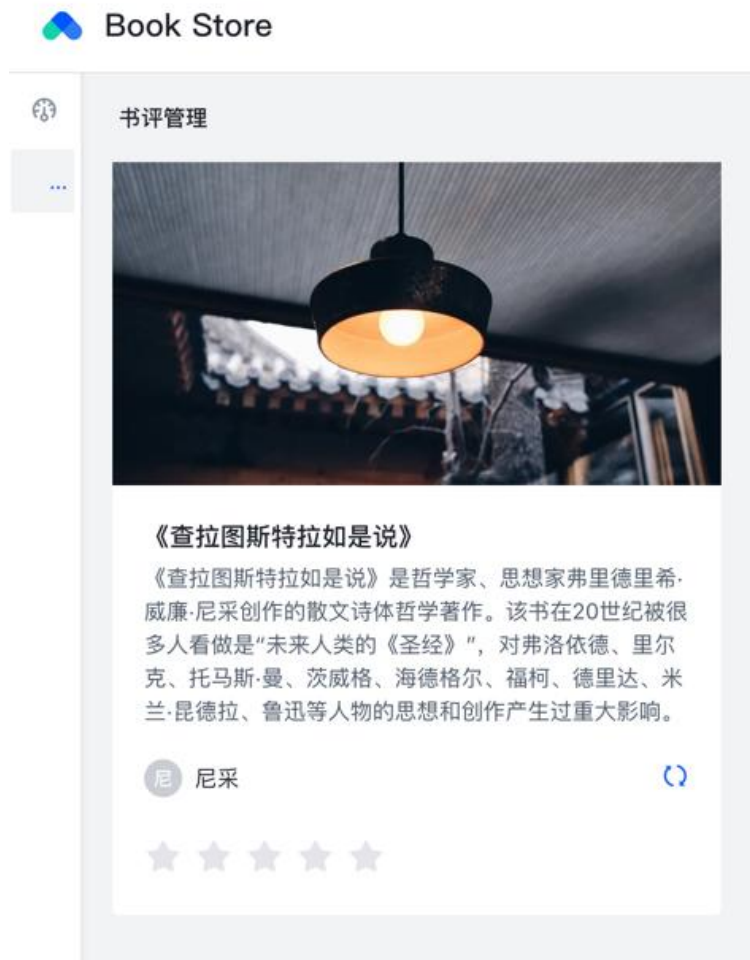 Book Store
书评管理
...
《查拉图斯特拉如是说》
《查拉图斯特拉如是说》是哲学家、思想家弗里德里希·
威廉·尼采创作的散文诗体哲学著作。该书在20世纪被很
多人看做是“未来人类的《圣经》”，对弗洛依德、里尔
克、托马斯·曼、茨威格、海德格尔、福柯、德里达、米
兰·昆德拉、鲁迅等人物的思想和创作产生过重大影响。
尼 尼采